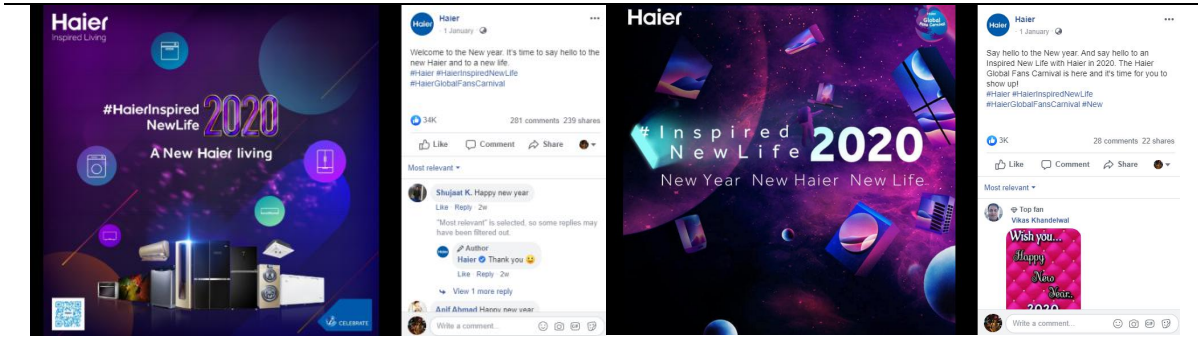 Haier
Inspired Living
#HaierInspired
NewLife 2020
A New Haier living
CELEBRATE
Haier
Haier
1 January
Welcome to the New year. It's time to say hello to the
new Haier and to a new life.
#Haier #HaierInspiredNewLife
#HaierGlobalFansCarnival
34K
281 comments 239 shares
Like Comment Share
Most relevant
Shujaat K. Happy new year
Like Reply 2w
"Most relevant" is selected, so some replies may
have been filtered out.
Author
Haier Thank you
Like Reply 2w
View 1 more reply
Anif Ahmad Happy new year
Write a comment...
GIF
Haier
Global
Fans Carnival
#Inspired
NewLife 2020
New Year New Haier New Life
Haier
Haier
1 January
Say hello to the New year. And say hello to an
Inspired New Life with Haier in 2020. The Haier
Global Fans Carnival is here and it's time for you to
show up!
#Haier #HaierInspiredNewLife
#HaierGlobalFansCarnival #New
3K
28 comments 22 shares
Like Comment Share
Most relevant
Top fan
Vikas Khandelwal
Wish you...
Happy
New
Year..
2020
Write a comment...
GIF